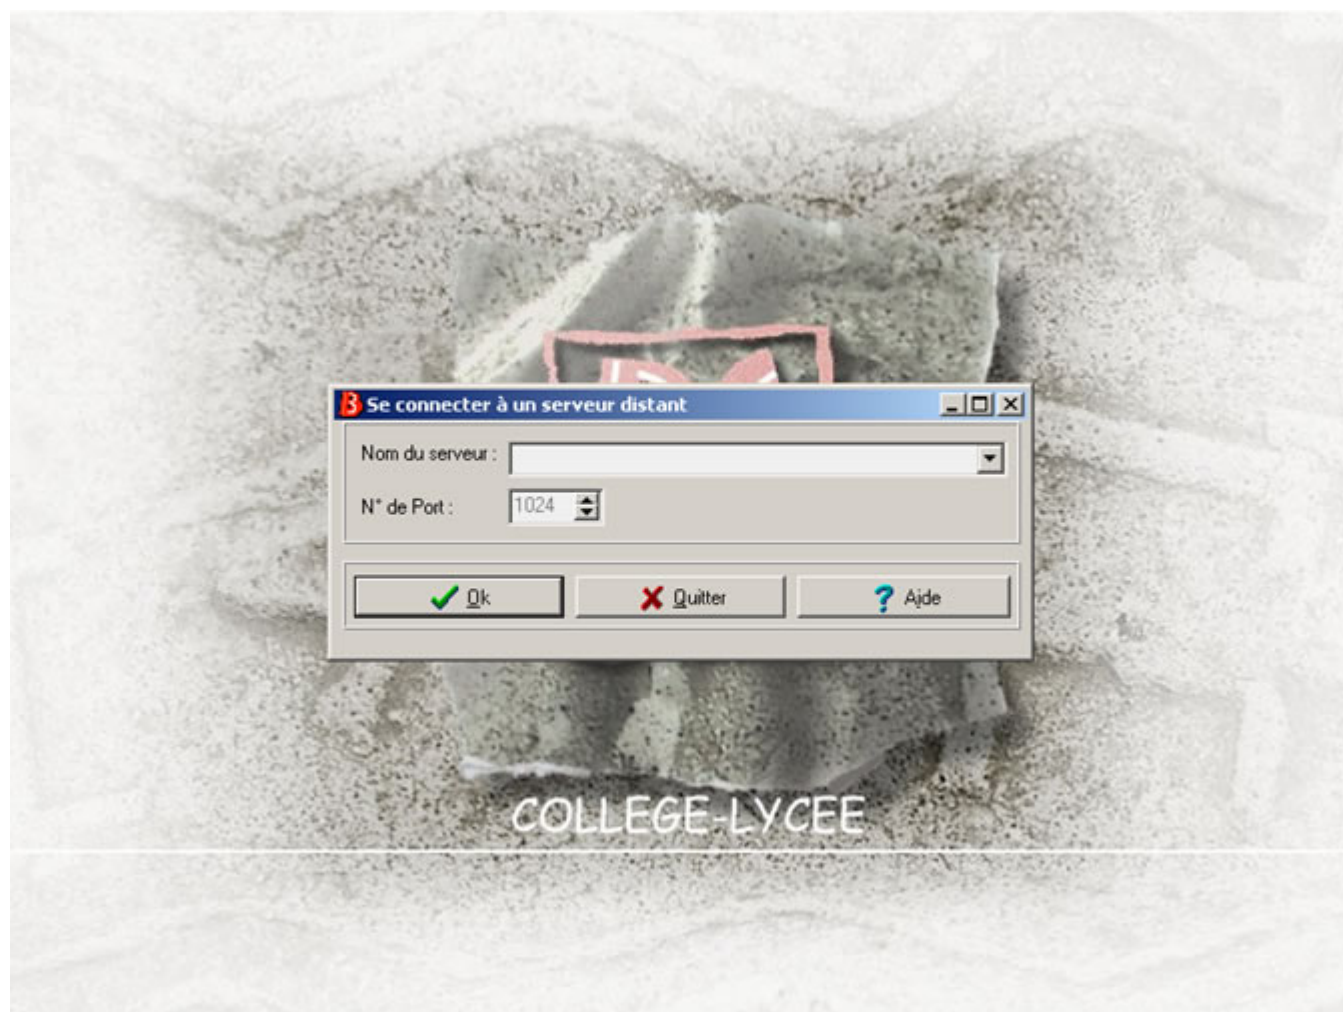 Se connecter à un serveur distant
Nom du serveur :
N° de Port :
1024
Ok
Quitter
Aide
COLLEGE-LYCEE